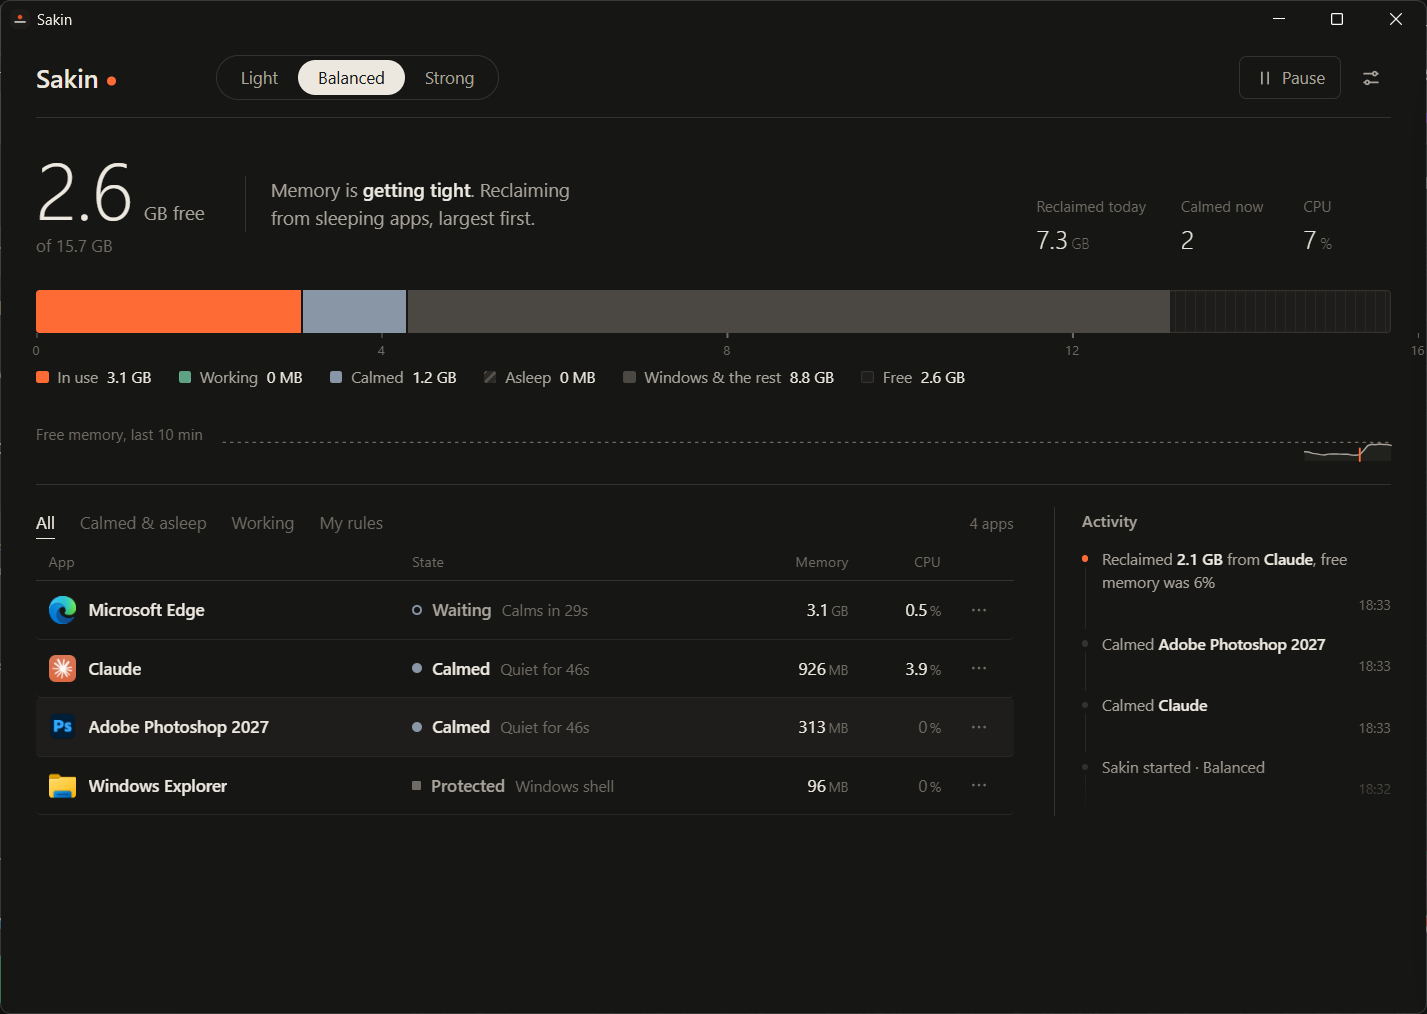 Sakin
Sakin
Light Balanced Strong
Pause
2.6 GB free
of 15.7 GB
Memory is getting tight. Reclaiming
from sleeping apps, largest first.
Reclaimed today Calmed now CPU
7.3 GB 2 7 %
0 4 8 12 16
In use 3.1 GB Working 0 MB Calmed 1.2 GB Asleep 0 MB Windows & the rest 8.8 GB Free 2.6 GB
Free memory, last 10 min
All Calmed & asleep Working My rules 4 apps
App State Memory CPU
Microsoft Edge Waiting Calms in 29s 3.1 GB 0.5 %
Claude Calmed Quiet for 46s 926 MB 3.9 %
Ps Adobe Photoshop 2027 Calmed Quiet for 46s 313 MB 0 %
Windows Explorer Protected Windows shell 96 MB 0 %
Activity
Reclaimed 2.1 GB from Claude, free
memory was 6%
18:33
Calmed Adobe Photoshop 2027
18:33
Calmed Claude
18:33
Sakin started · Balanced
18:32